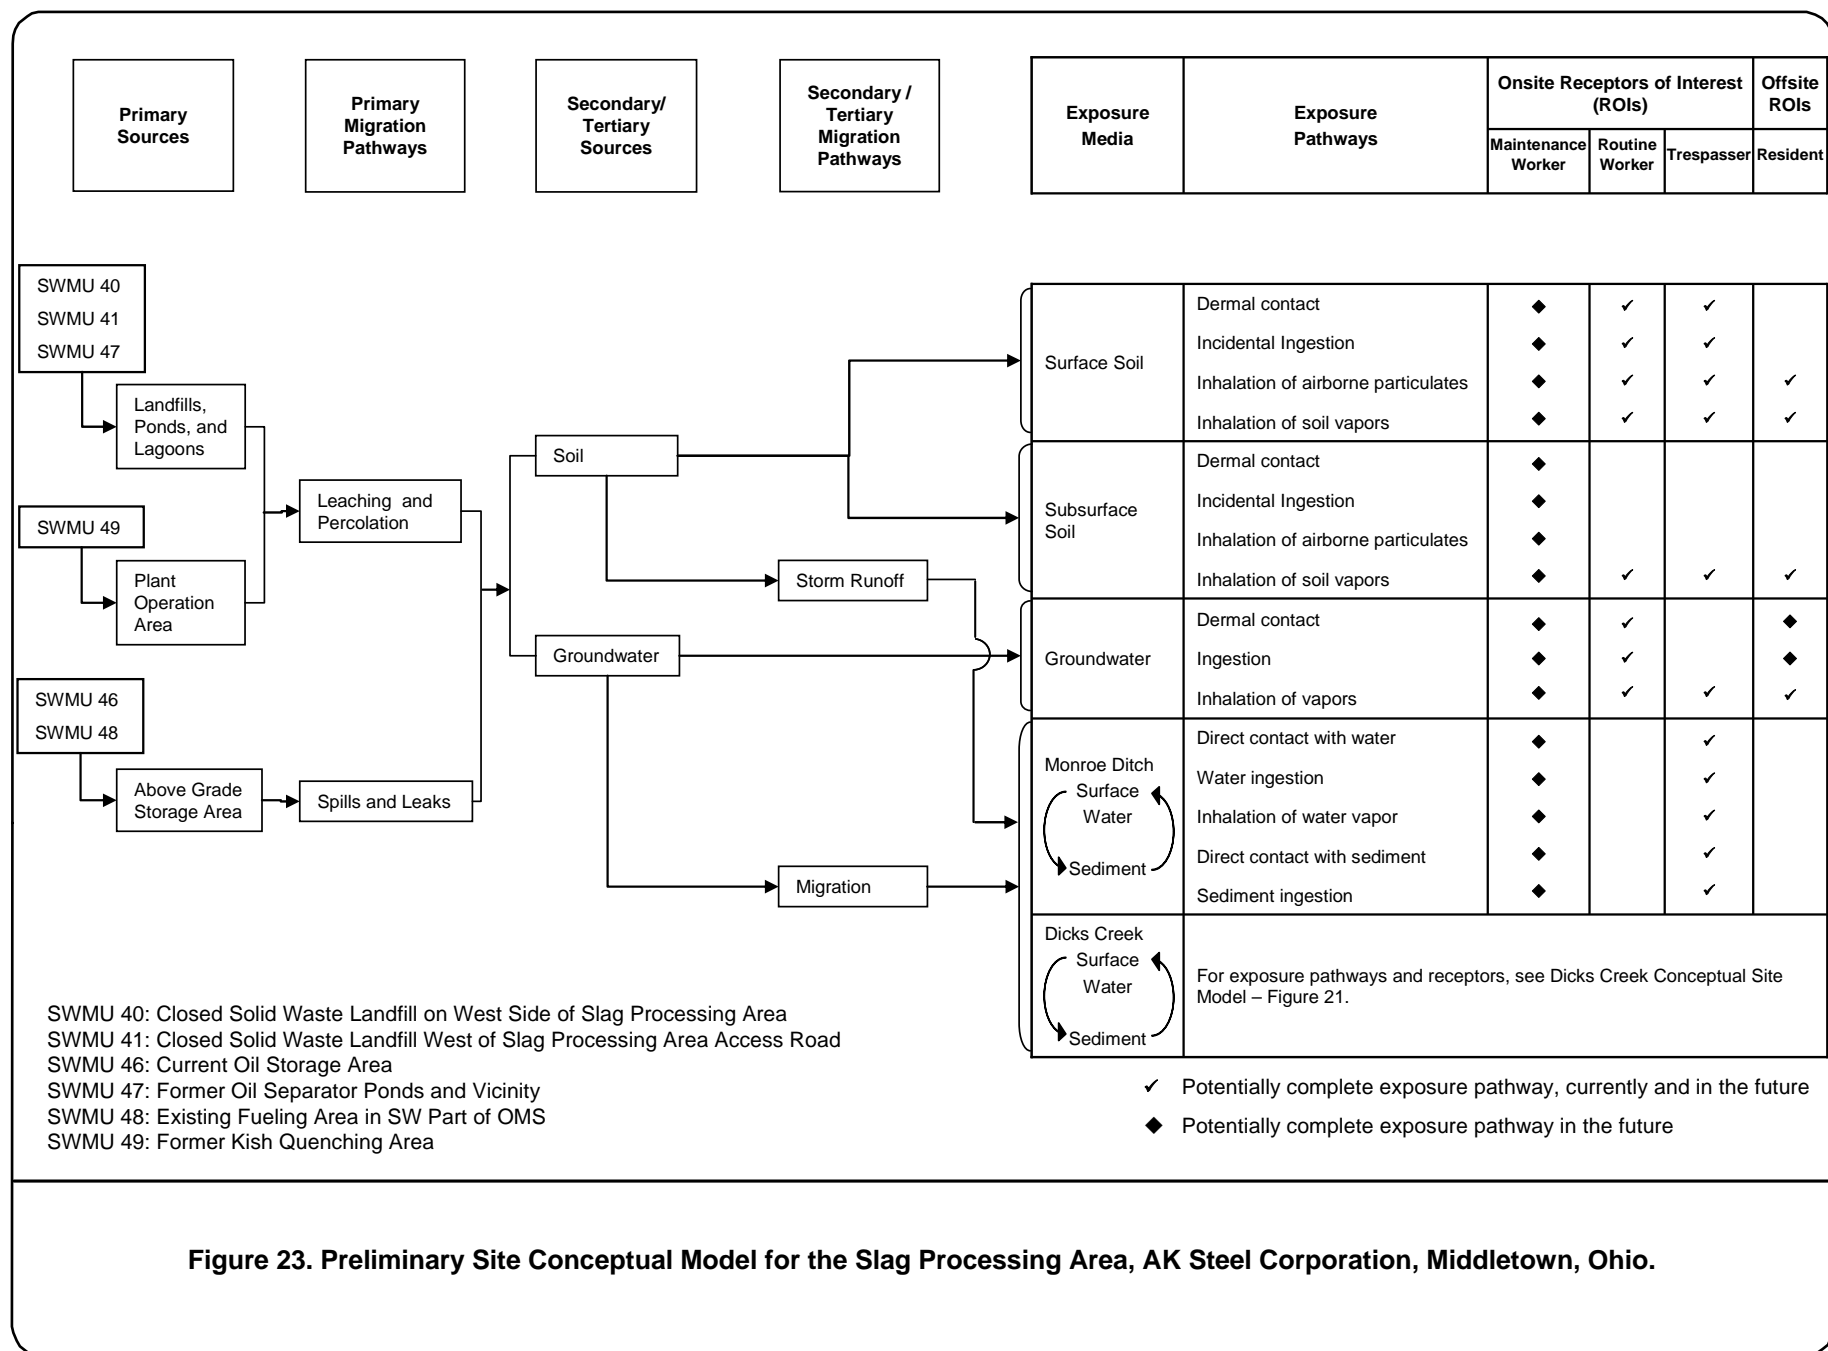 Primary
Sources
Primary
Migration
Pathways
Secondary/
Tertiary
Sources
Secondary /
Tertiary
Migration
Pathways
Exposure
Media
Exposure
Pathways
Onsite Receptors of Interest
(ROIs)
Offsite
ROIs
Maintenance
Worker
Routine
Worker
Trespasser
Resident
SWMU 40
SWMU 41
SWMU 47
Landfills,
Ponds, and
Lagoons
SWMU 49
Plant
Operation
Area
SWMU 46
SWMU 48
Above Grade
Storage Area
Leaching and
Percolation
Spills and Leaks
Soil
Groundwater
Storm Runoff
Migration
Surface Soil
Dermal contact ◆ ✓ ✓
Incidental Ingestion ◆ ✓ ✓
Inhalation of airborne particulates ◆ ✓ ✓ ✓
Inhalation of soil vapors ◆ ✓ ✓ ✓
Subsurface
Soil
Dermal contact ◆
Incidental Ingestion ◆
Inhalation of airborne particulates ◆
Inhalation of soil vapors ◆ ✓ ✓ ✓
Groundwater
Dermal contact ◆ ✓ ◆
Ingestion ◆ ✓ ◆
Inhalation of vapors ◆ ✓ ✓ ✓
Monroe Ditch
Surface
Water
Sediment
Direct contact with water ◆ ✓
Water ingestion ◆ ✓
Inhalation of water vapor ◆ ✓
Direct contact with sediment ◆ ✓
Sediment ingestion ◆ ✓
Dicks Creek
Surface
Water
Sediment
For exposure pathways and receptors, see Dicks Creek Conceptual Site
Model – Figure 21.
SWMU 40: Closed Solid Waste Landfill on West Side of Slag Processing Area
SWMU 41: Closed Solid Waste Landfill West of Slag Processing Area Access Road
SWMU 46: Current Oil Storage Area
SWMU 47: Former Oil Separator Ponds and Vicinity
SWMU 48: Existing Fueling Area in SW Part of OMS
SWMU 49: Former Kish Quenching Area
✓ Potentially complete exposure pathway, currently and in the future
◆ Potentially complete exposure pathway in the future
Figure 23. Preliminary Site Conceptual Model for the Slag Processing Area, AK Steel Corporation, Middletown, Ohio.